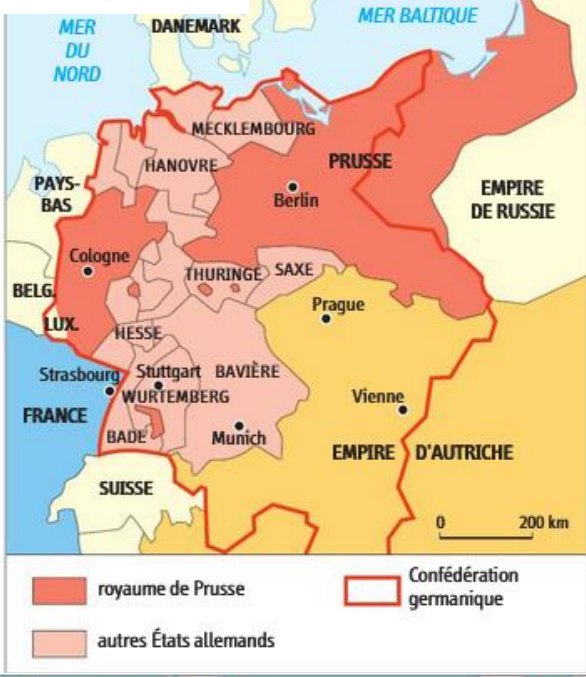 MER
DU
NORD
DANEMARK
MER BALTIQUE
MECKLEMBOURG
HANOVRE
PRUSSE
PAYS-
BAS
Berlin
EMPIRE
DE RUSSIE
Cologne
THURINGE
SAXE
BELG.
Prague
LUX.
HESSE
Strasbourg
Stuttgart
BAVIÈRE
WURTEMBERG
Vienne
FRANCE
BADE
Munich
EMPIRE
D'AUTRICHE
SUISSE
0
200 km
royaume de Prusse
Confédération
germanique
autres États allemands